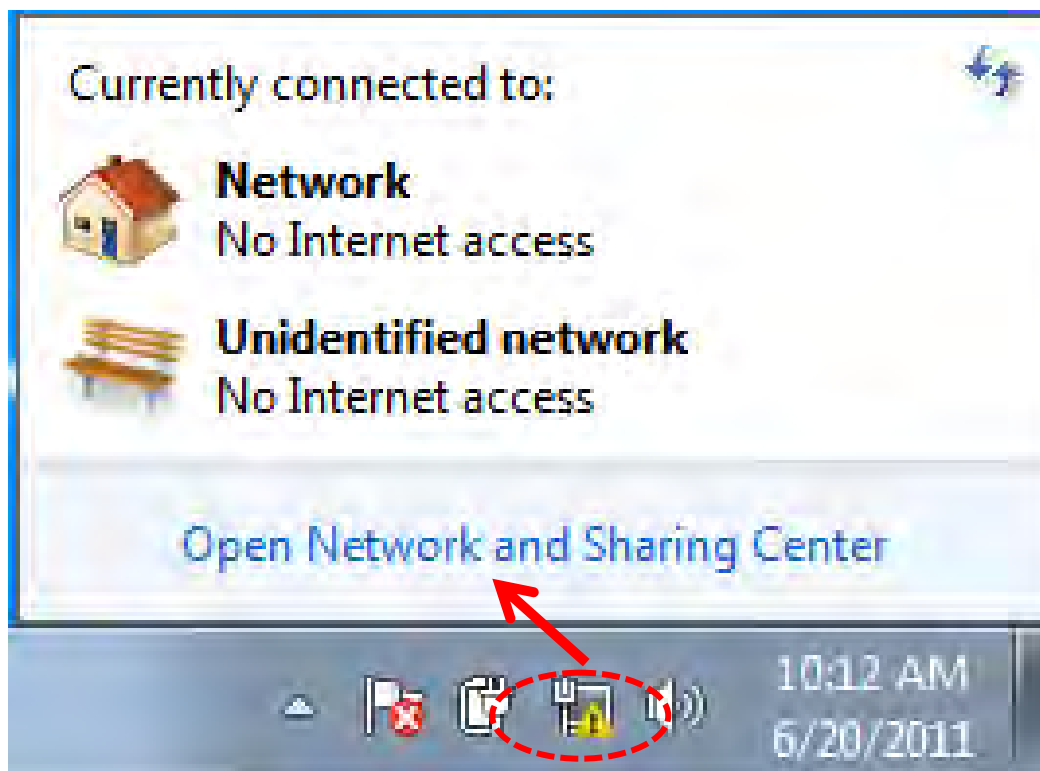 Currently connected to:
Network
No Internet access
Unidentified network
No Internet access
Open Network and Sharing Center
10:12 AM
6/20/2011